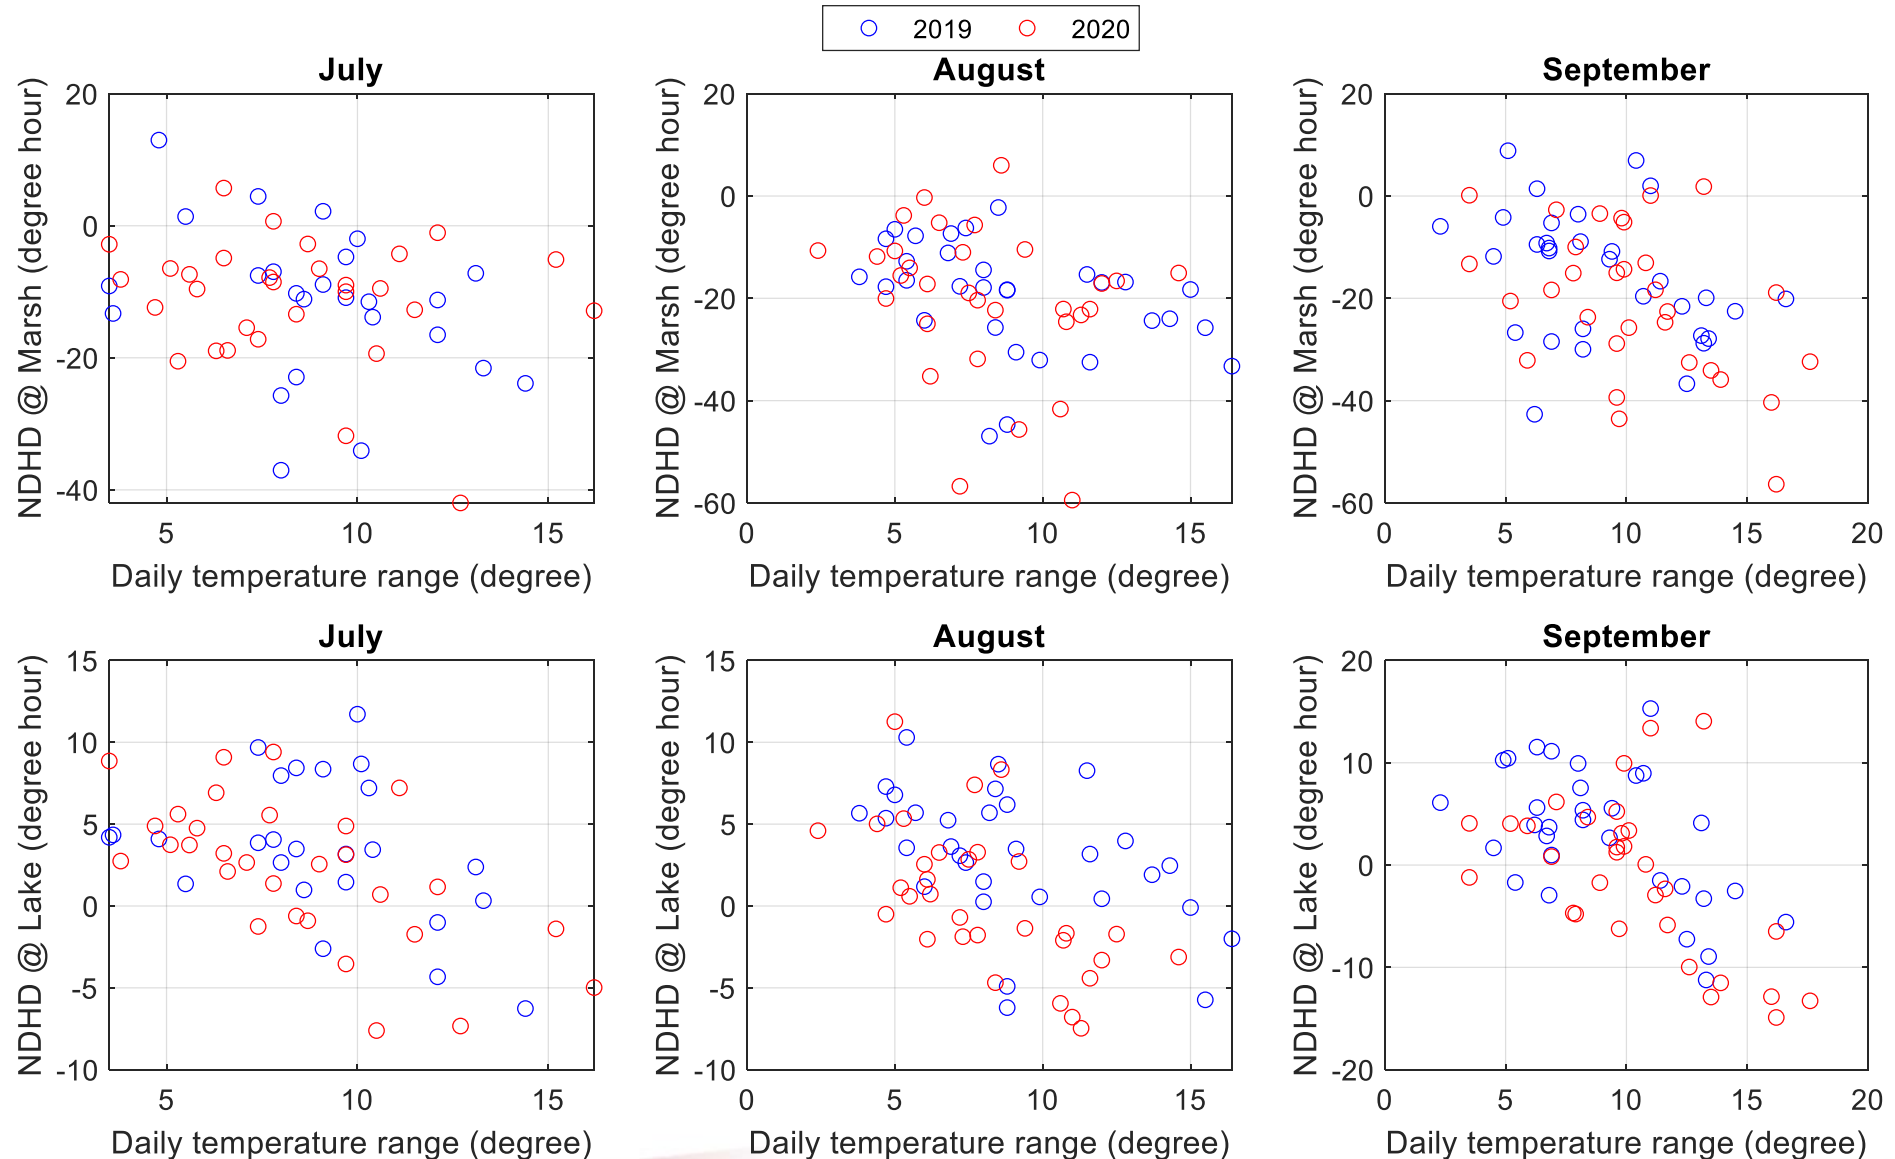 2019 2020
July
NDHD @ Marsh (degree hour)
20
0
-20
-40
5 10 15
Daily temperature range (degree)
August
NDHD @ Marsh (degree hour)
20
0
-20
-40
-60
0 5 10 15
Daily temperature range (degree)
September
NDHD @ Marsh (degree hour)
20
0
-20
-40
-60
0 5 10 15 20
Daily temperature range (degree)
July
NDHD @ Lake (degree hour)
15
10
5
0
-5
-10
5 10 15
Daily temperature range (degree)
August
NDHD @ Lake (degree hour)
15
10
5
0
-5
-10
0 5 10 15
Daily temperature range (degree)
September
NDHD @ Lake (degree hour)
20
10
0
-10
-20
0 5 10 15 20
Daily temperature range (degree)